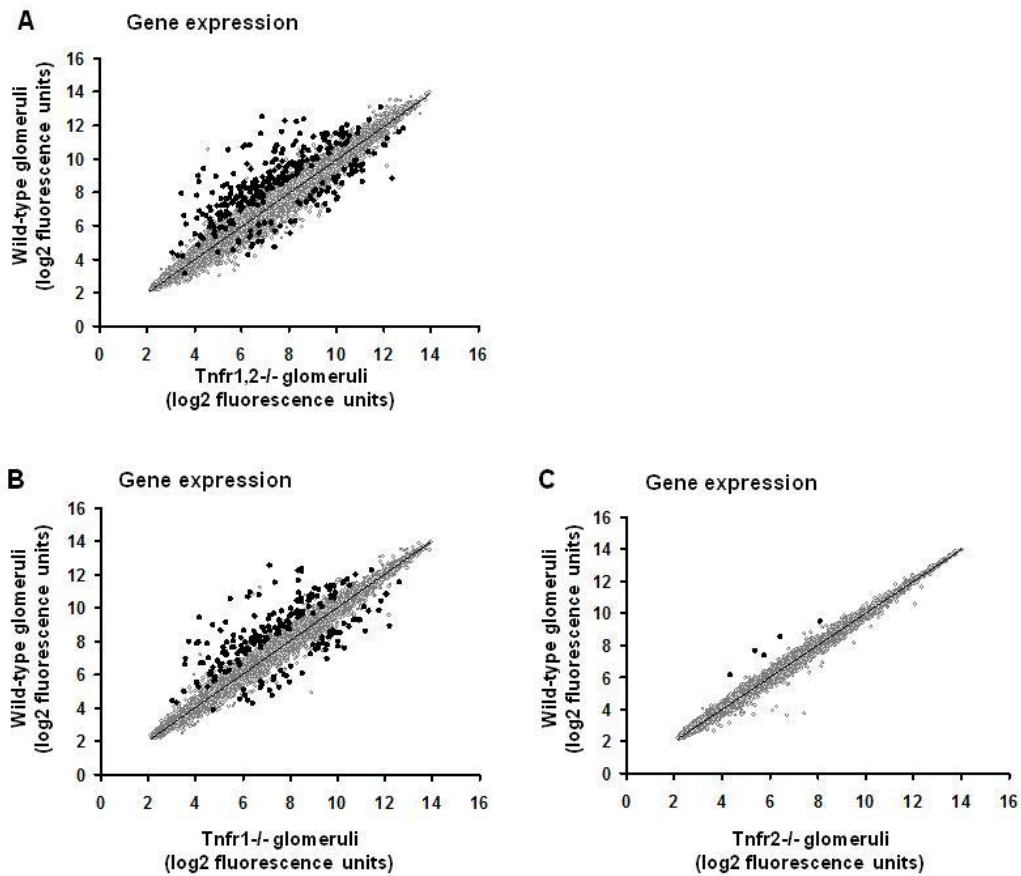 A
Gene expression
Wild-type glomeruli
(log2 fluorescence units)
16
14
12
10
8
6
4
2
0
0 2 4 6 8 10 12 14 16
Tnfr1,2-/- glomeruli
(log2 fluorescence units)
B
Gene expression
Wild-type glomeruli
(log2 fluorescence units)
16
14
12
10
8
6
4
2
0
0 2 4 6 8 10 12 14 16
Tnfr1-/- glomeruli
(log2 fluorescence units)
C
Gene expression
Wild-type glomeruli
(log2 fluorescence units)
16
14
12
10
8
6
4
2
0
0 2 4 6 8 10 12 14 16
Tnfr2-/- glomeruli
(log2 fluorescence units)